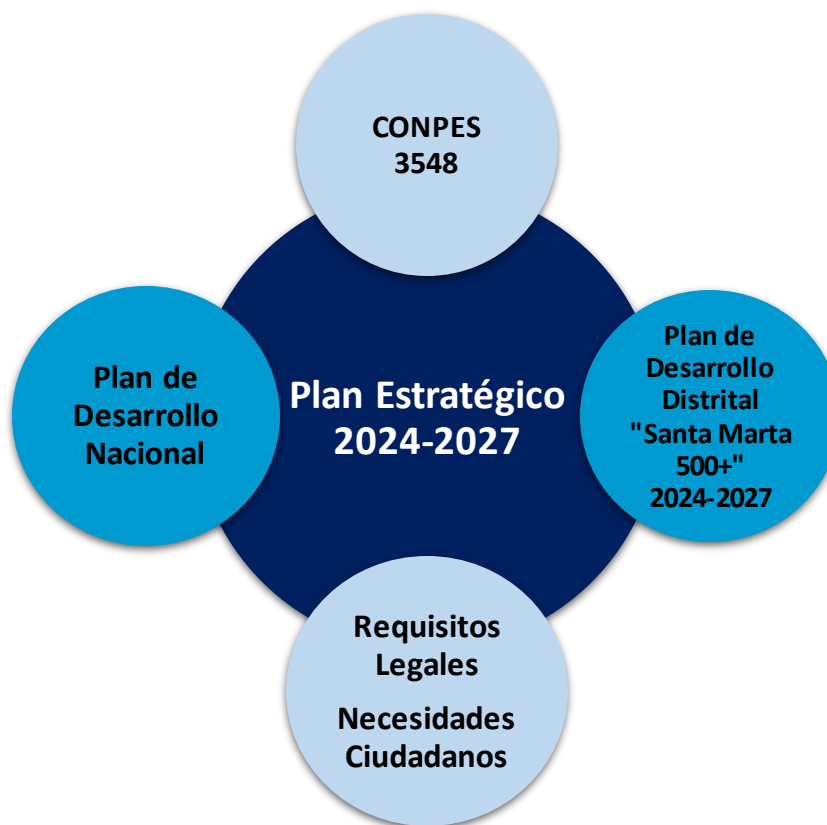 CONPES
3548
Plan de
Desarrollo
Nacional
Plan Estratégico
2024-2027
Plan de
Desarrollo
Distrital
"Santa Marta
500+"
2024-2027
Requisitos
Legales
Necesidades
Ciudadanos